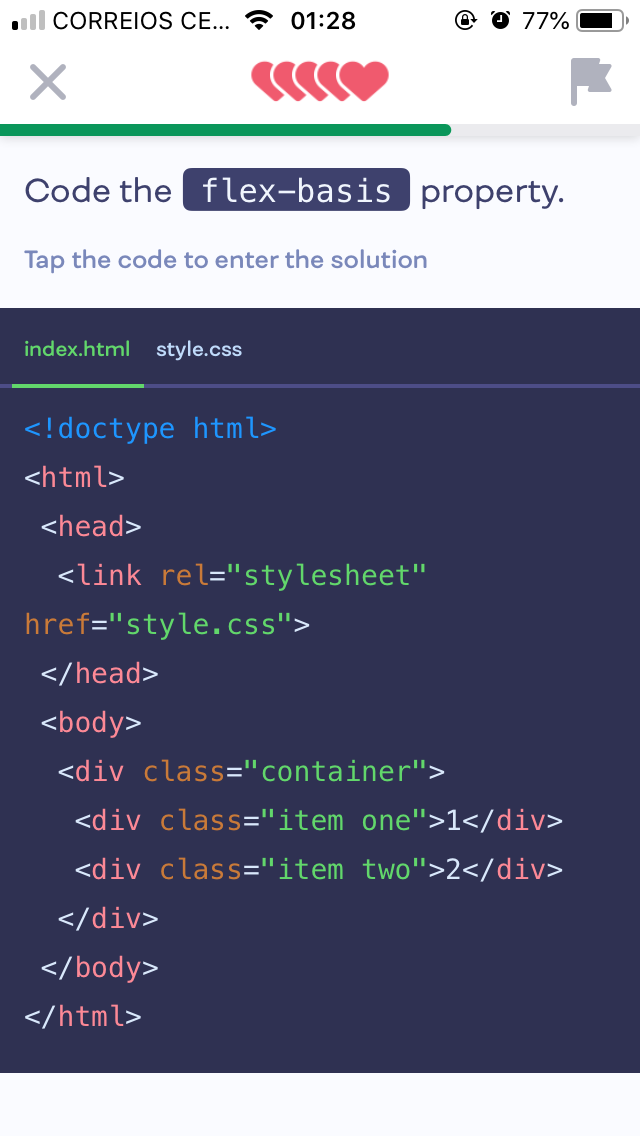 CORREIOS CE... 01:28 77%
Code the flex-basis property.
Tap the code to enter the solution
index.html style.css
<!doctype html>
<html>
<head>
<link rel="stylesheet"
href="style.css">
</head>
<body>
<div class="container">
<div class="item one">1</div>
<div class="item two">2</div>
</div>
</body>
</html>